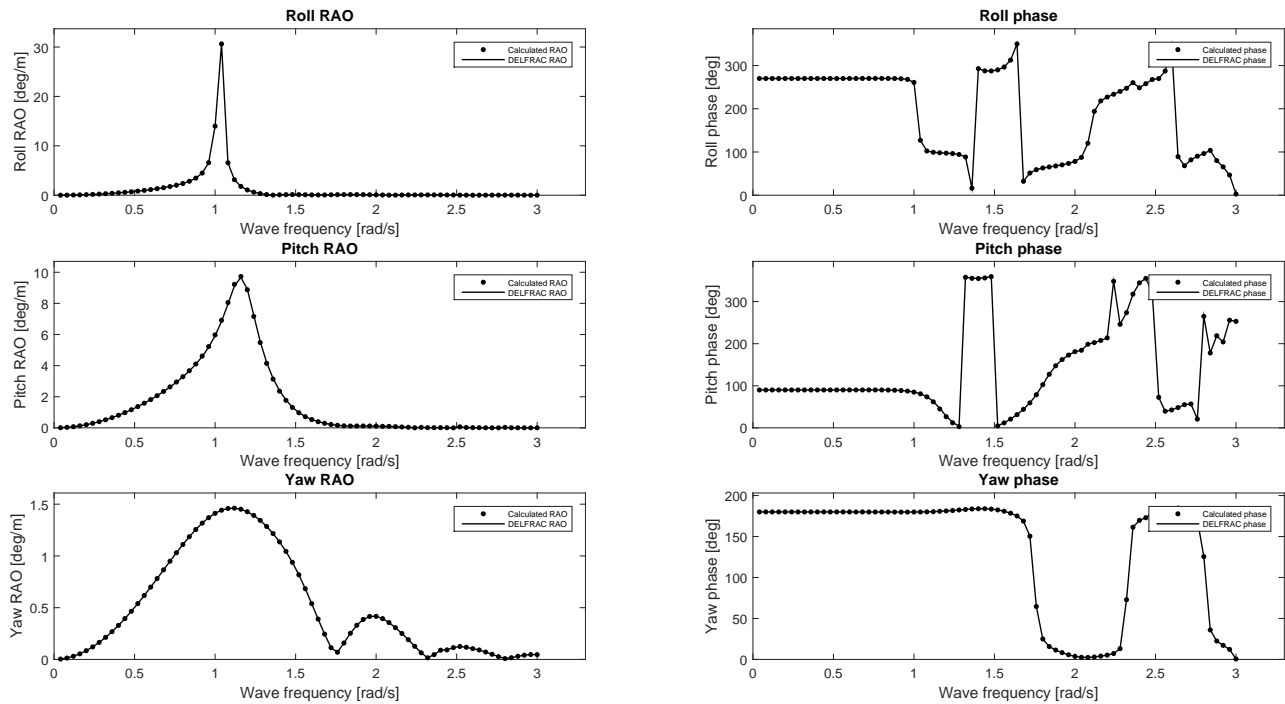 Roll RAO
Roll RAO [deg/m]
30
20
10
0
Calculated RAO
DELFRAC RAO
0 0.5 1 1.5 2 2.5 3
Wave frequency [rad/s]
Roll phase
Roll phase [deg]
300
200
100
0
Calculated phase
DELFRAC phase
0 0.5 1 1.5 2 2.5 3
Wave frequency [rad/s]
Pitch RAO
Pitch RAO [deg/m]
10
8
6
4
2
0
Calculated RAO
DELFRAC RAO
0 0.5 1 1.5 2 2.5 3
Wave frequency [rad/s]
Pitch phase
Pitch phase [deg]
300
200
100
0
Calculated phase
DELFRAC phase
0 0.5 1 1.5 2 2.5 3
Wave frequency [rad/s]
Yaw RAO
Yaw RAO [deg/m]
1.5
1
0.5
0
Calculated RAO
DELFRAC RAO
0 0.5 1 1.5 2 2.5 3
Wave frequency [rad/s]
Yaw phase
Yaw phase [deg]
200
150
100
50
0
Calculated phase
DELFRAC phase
0 0.5 1 1.5 2 2.5 3
Wave frequency [rad/s]